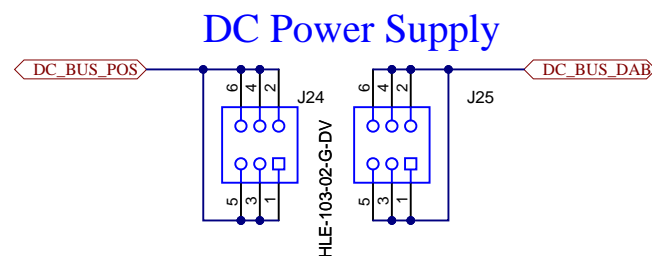 DC Power Supply
DC_BUS_POS
DC_BUS_DAB
6
4
2
J24
6
4
2
J25
HLE-103-02-G-DV
5
3
1
5
3
1